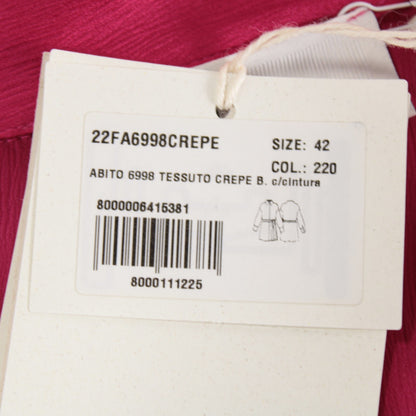 22FA6998CREPE SIZE: 42
COL.: 220
ABITO 6998 TESSUTO CREPE B. c/cintura
8000006415381
8000111225